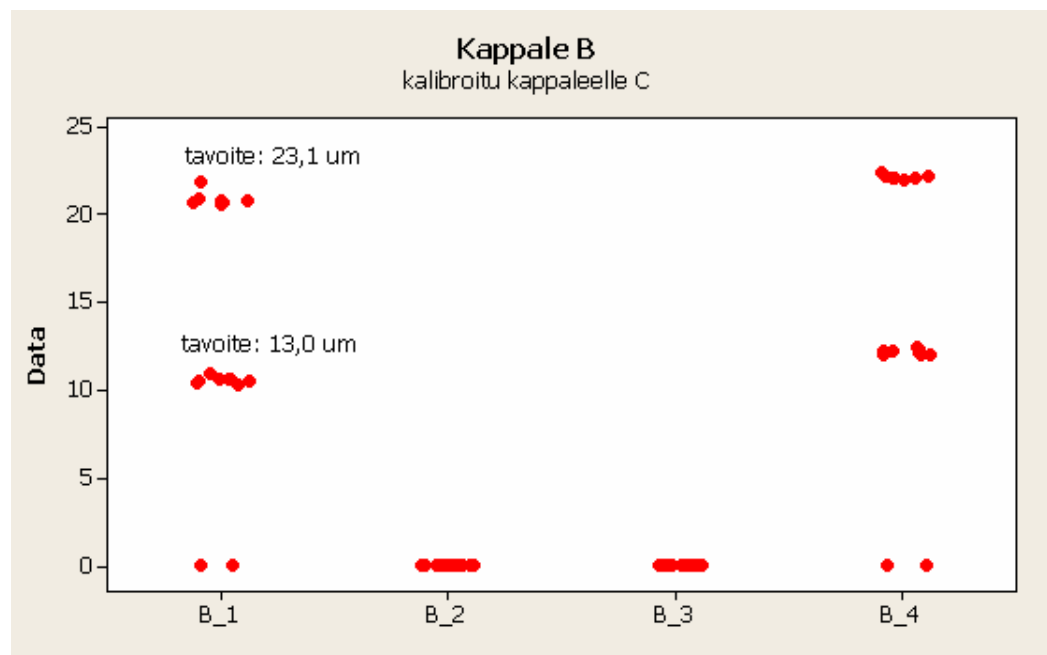 Kappale B
kalibroitu kappaleelle C
Data
25
20
15
10
5
0
tavoite: 23,1 um
tavoite: 13,0 um
B_1
B_2
B_3
B_4